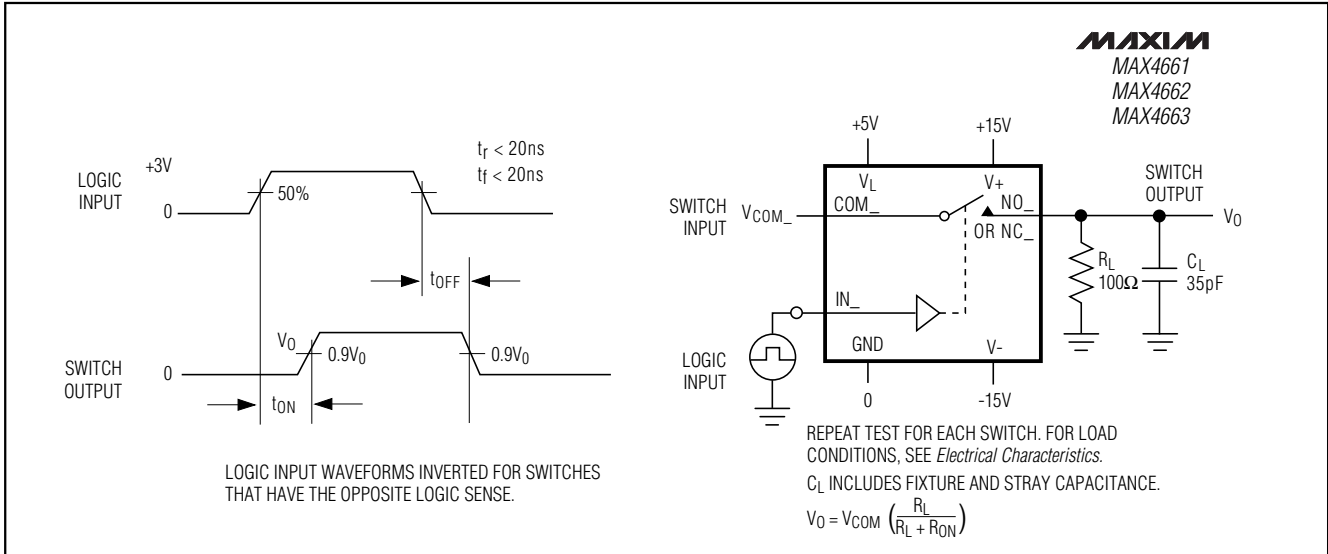 MAXIM
MAX4661
MAX4662
MAX4663
LOGIC
INPUT
+3V
0
50%
tr < 20ns
tf < 20ns
tOFF
SWITCH
OUTPUT
VO
0
0.9V0
0.9V0
tON
LOGIC INPUT WAVEFORMS INVERTED FOR SWITCHES
THAT HAVE THE OPPOSITE LOGIC SENSE.
+5V
+15V
VL
V+
SWITCH
INPUT
VCOM_
COM_
NO_
OR NC_
SWITCH
OUTPUT
VO
RL
100Ω
CL
35pF
IN_
LOGIC
INPUT
GND
V-
0
-15V
REPEAT TEST FOR EACH SWITCH. FOR LOAD
CONDITIONS, SEE Electrical Characteristics.
CL INCLUDES FIXTURE AND STRAY CAPACITANCE.
VO = VCOM (RL / RL + RON)